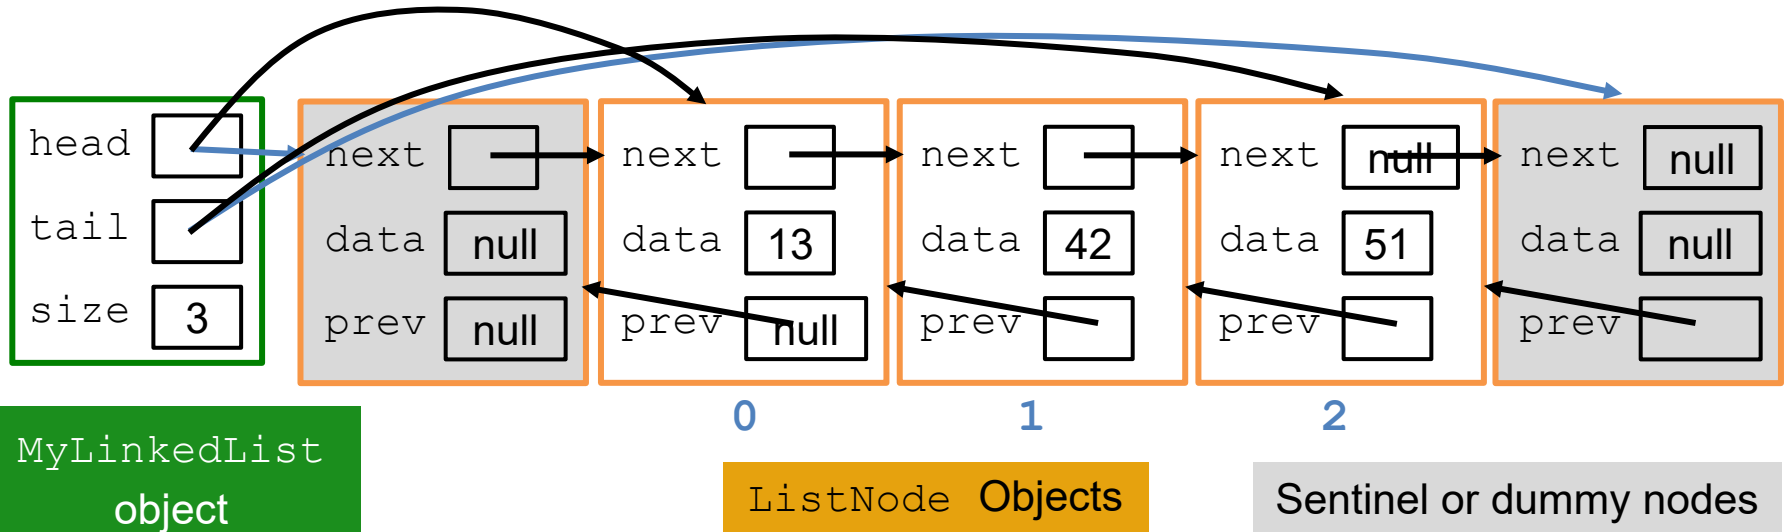 head
tail
size 3
next
data null
prev null
next
data 13
prev null
next
data 42
prev
next null
data 51
prev
next null
data null
prev
0 1 2
MyLinkedList
object
ListNode Objects
Sentinel or dummy nodes